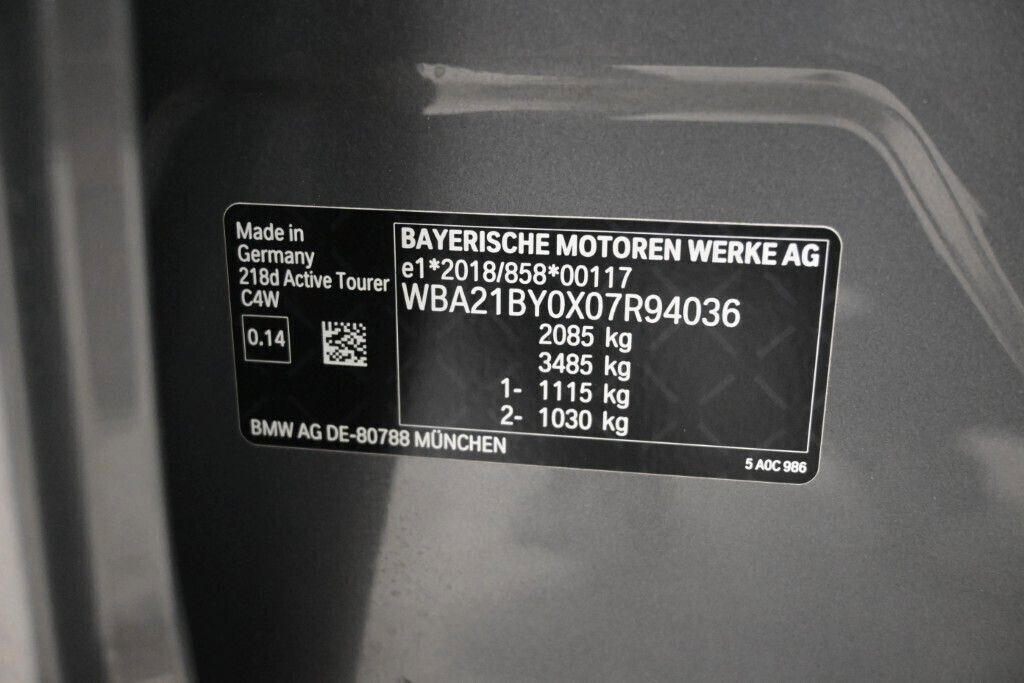 Made in
Germany
218d Active Tourer
C4W
0.14
BAYERISCHE MOTOREN WERKE AG
e1*2018/858*00117
WBA21BY0X07R94036
2085 kg
3485 kg
1- 1115 kg
2- 1030 kg
BMW AG DE-80788 MÜNCHEN
5 A0C 986